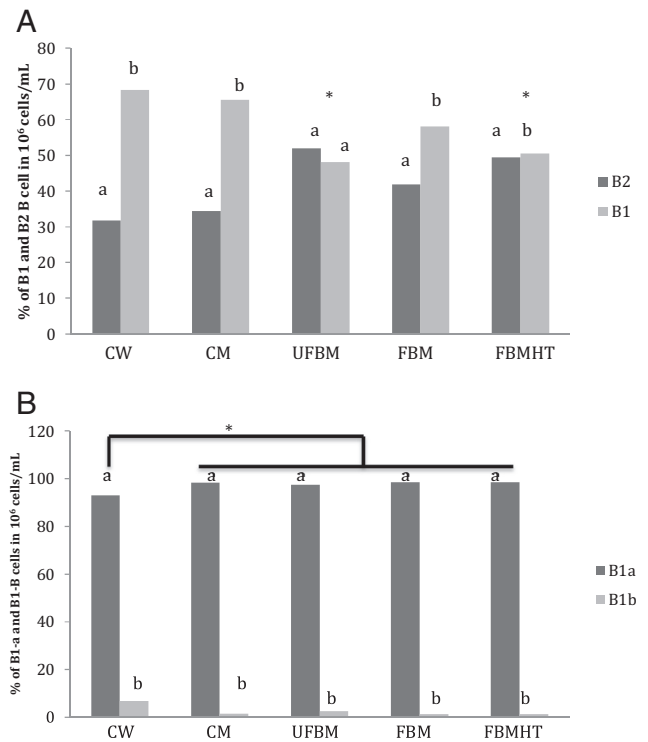 A
% of B1 and B2 B cell in 10⁶ cells/mL
80
70
60
50
40
30
20
10
0
a b
a b
* a a
a b
* a b
CW CM UFBM FBM FBMHT
B2
B1
B
% of B1-a and B1-B cells in 10⁶ cells/mL
120
100
80
60
40
20
0
*
a a a a a
b b b b b
CW CM UFBM FBM FBMHT
B1a
B1b